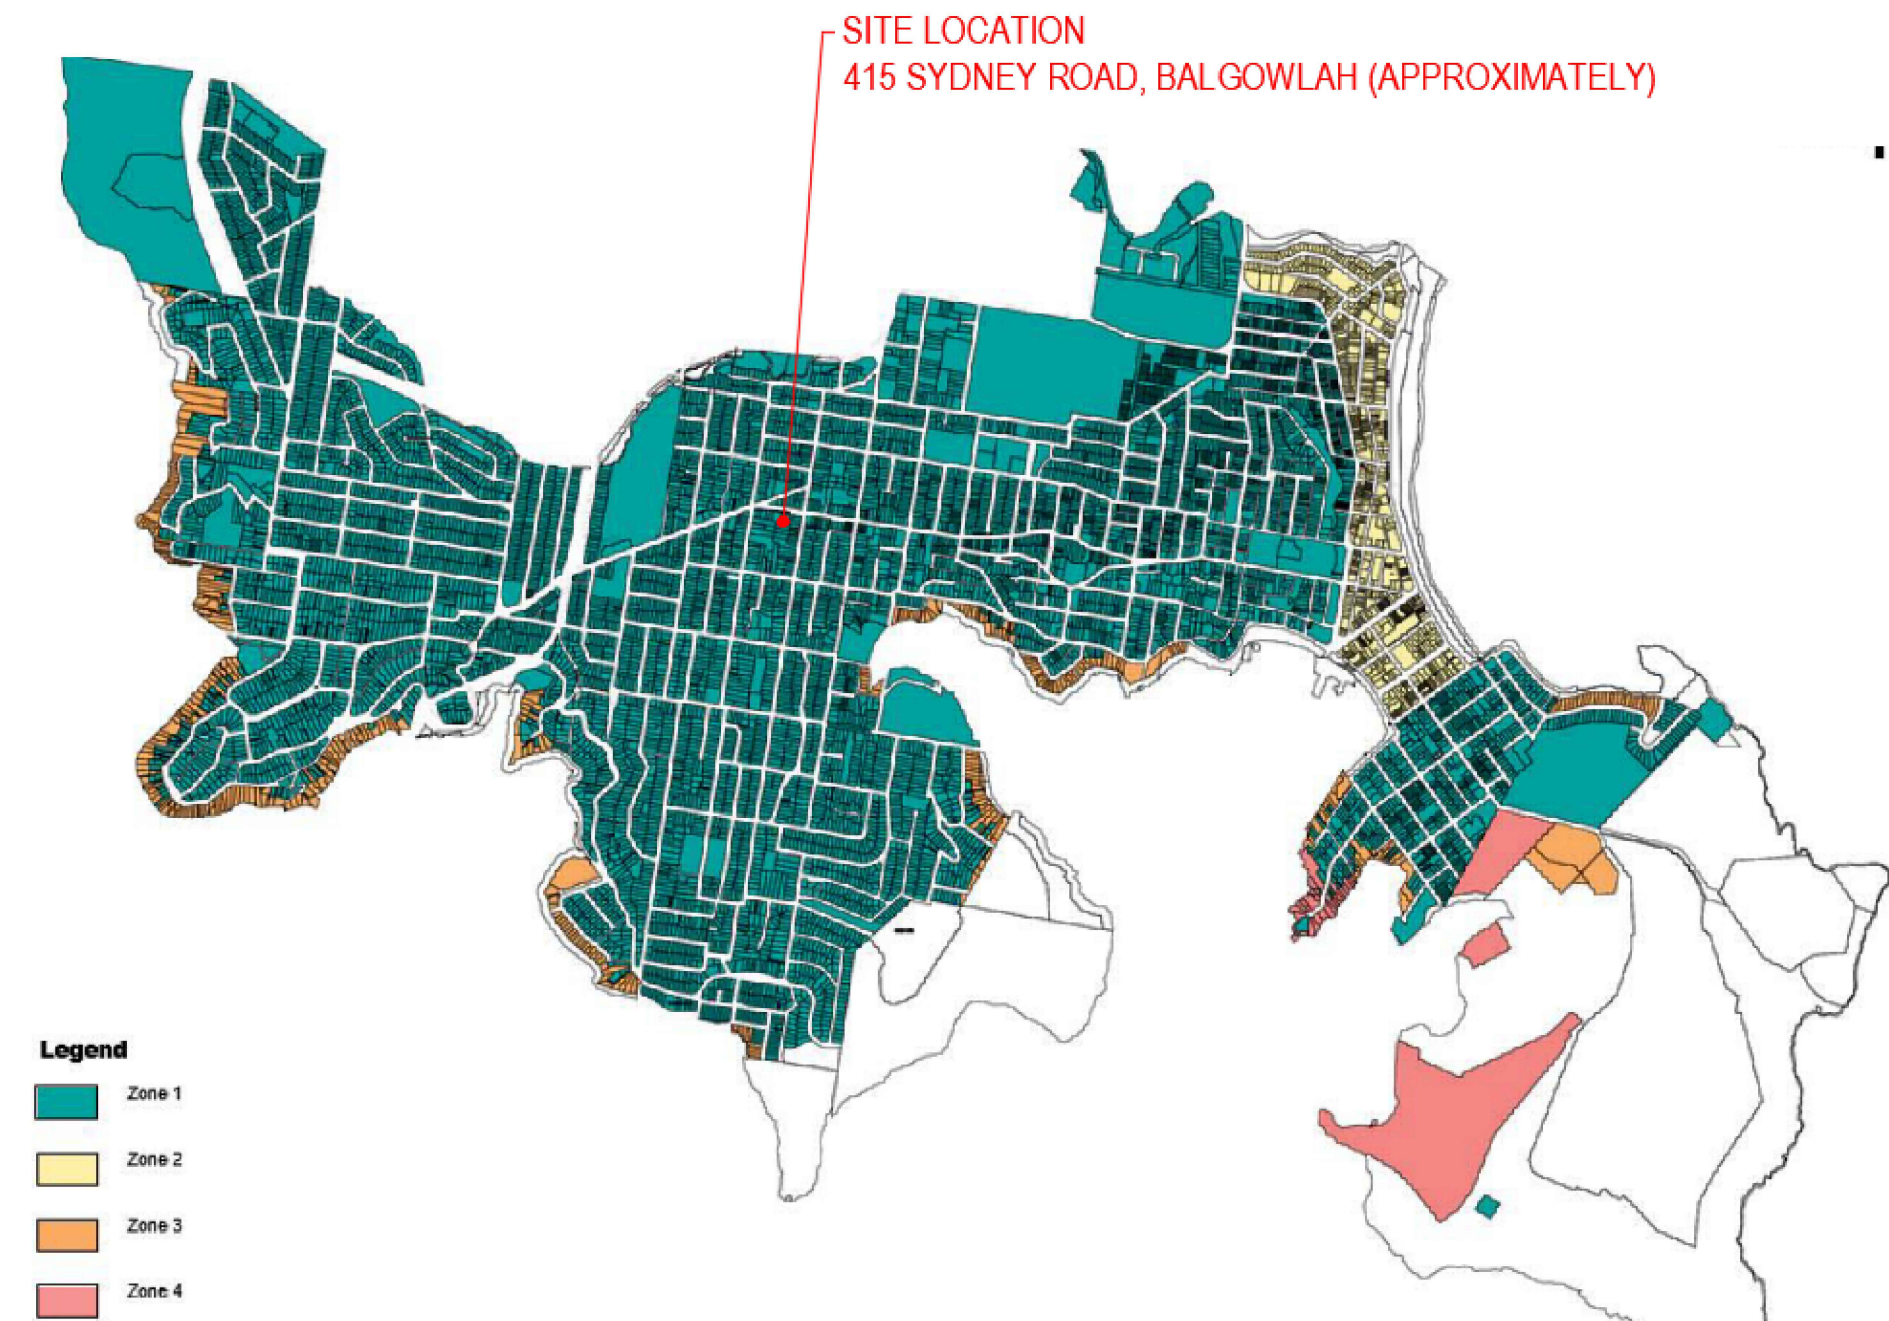 SITE LOCATION
415 SYDNEY ROAD, BALGOWLAH (APPROXIMATELY)
Legend
Zone 1
Zone 2
Zone 3
Zone 4